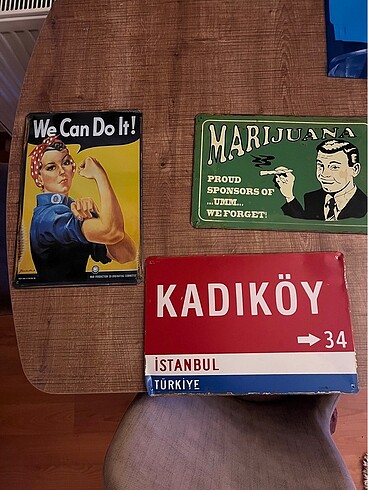 We Can Do It!
MARIJUANA
PROUD
SPONSORS OF
...UMM...
WE FORGET!
KADIKÖY
34
İSTANBUL
TÜRKİYE